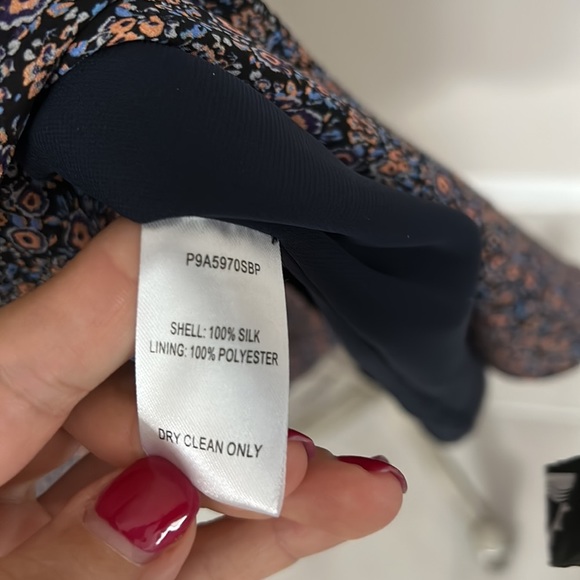 P9A5970SBP
SHELL: 100% SILK
LINING: 100% POLYESTER
DRY CLEAN ONLY